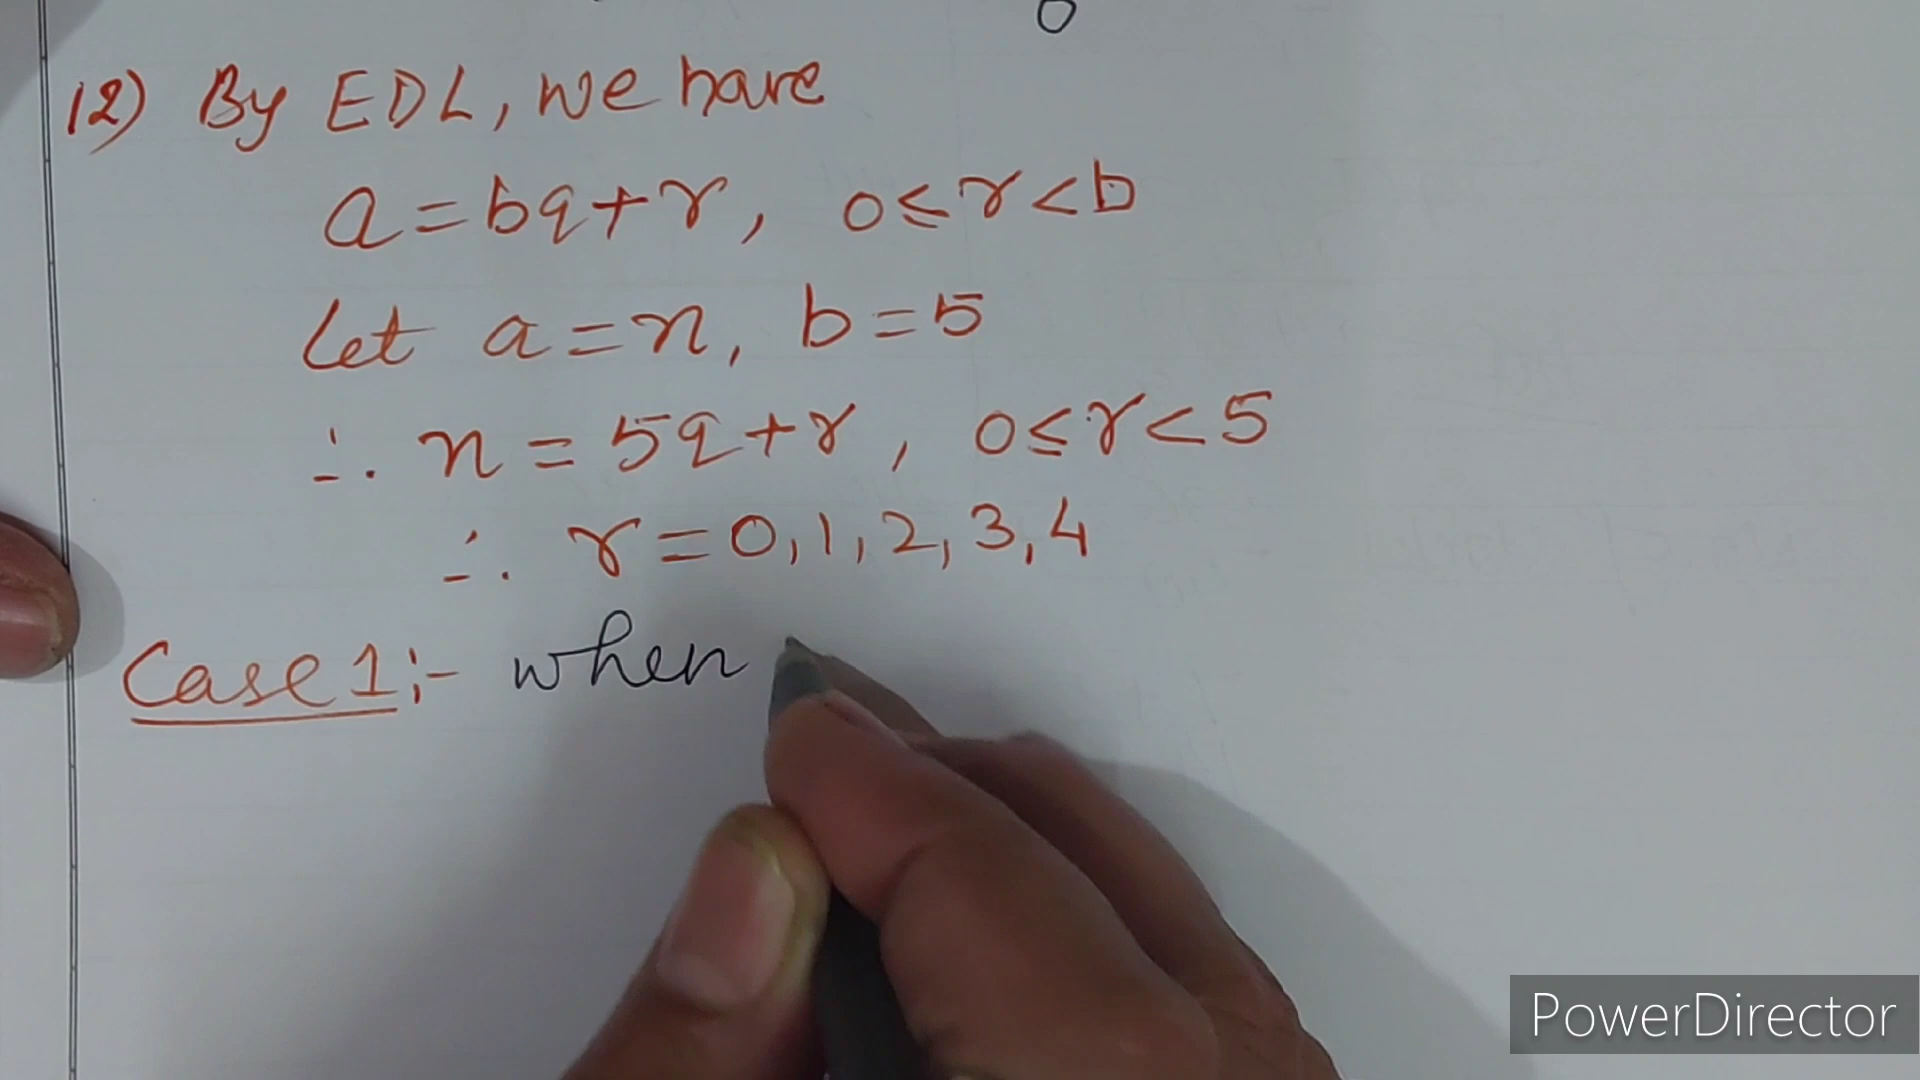 12) By EDL, we have
a = bq + r, 0 ≤ r < b
Let a = n, b = 5
∴ n = 5q + r, 0 ≤ r < 5
∴ r = 0, 1, 2, 3, 4
Case 1 :- when
PowerDirector